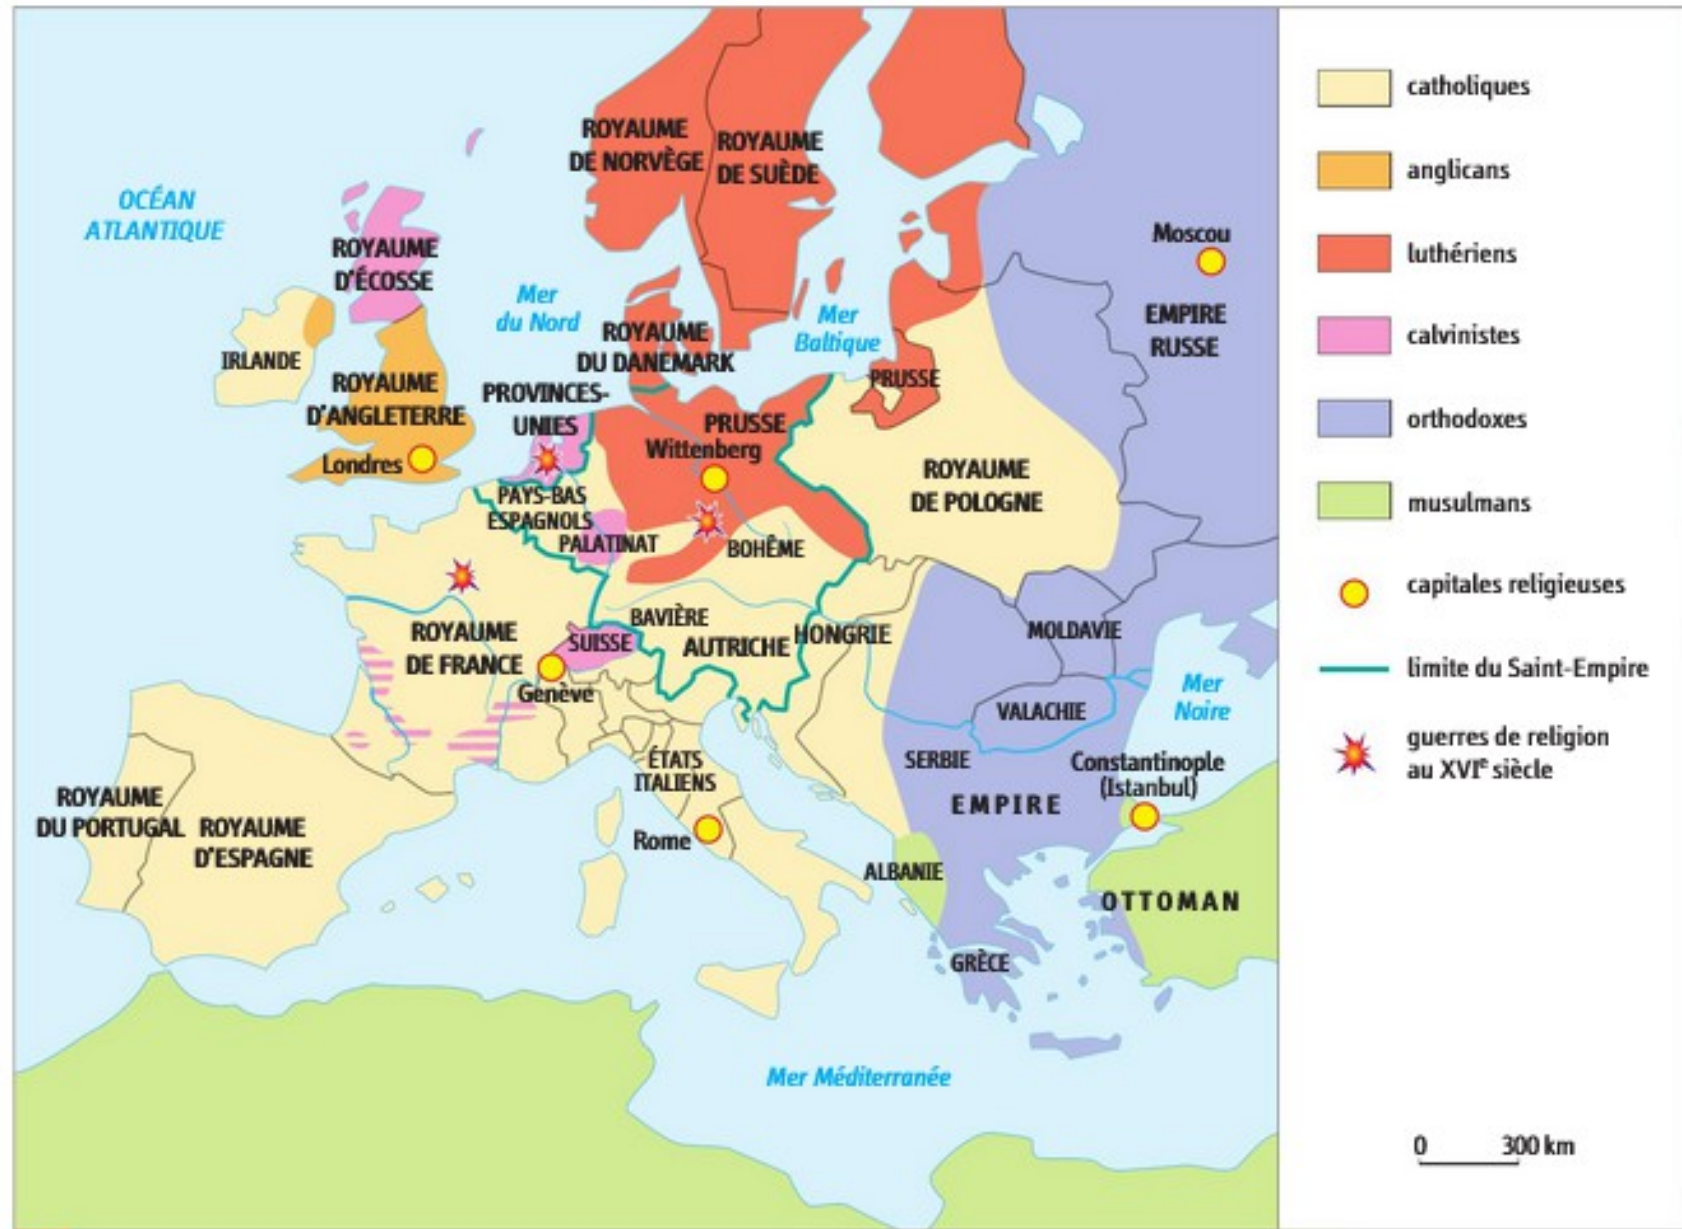 ROYAUME
DE NORVÈGE
ROYAUME
DE SUÈDE
OCÉAN
ATLANTIQUE
ROYAUME
D'ÉCOSSE
Moscou
Mer
du Nord
Mer
Baltique
EMPIRE
RUSSE
ROYAUME
DU DANEMARK
IRLANDE
PRUSSE
ROYAUME
D'ANGLETERRE
PROVINCES-
UNIES
PRUSSE
Wittenberg
Londres
ROYAUME
DE POLOGNE
PAYS-BAS
ESPAGNOLS
PALATINAT
BOHÊME
BAVIÈRE
ROYAUME
DE FRANCE
SUISSE
AUTRICHE
HONGRIE
MOLDAVIE
Genève
Mer
Noire
VALACHIE
ÉTATS
ITALIENS
SERBIE
Constantinople
(Istanbul)
ROYAUME
DU PORTUGAL
ROYAUME
D'ESPAGNE
EMPIRE
Rome
ALBANIE
OTTOMAN
GRÈCE
Mer Méditerranée
catholiques
anglicans
luthériens
calvinistes
orthodoxes
musulmans
capitales religieuses
limite du Saint-Empire
guerres de religion
au XVIe siècle
0 300 km